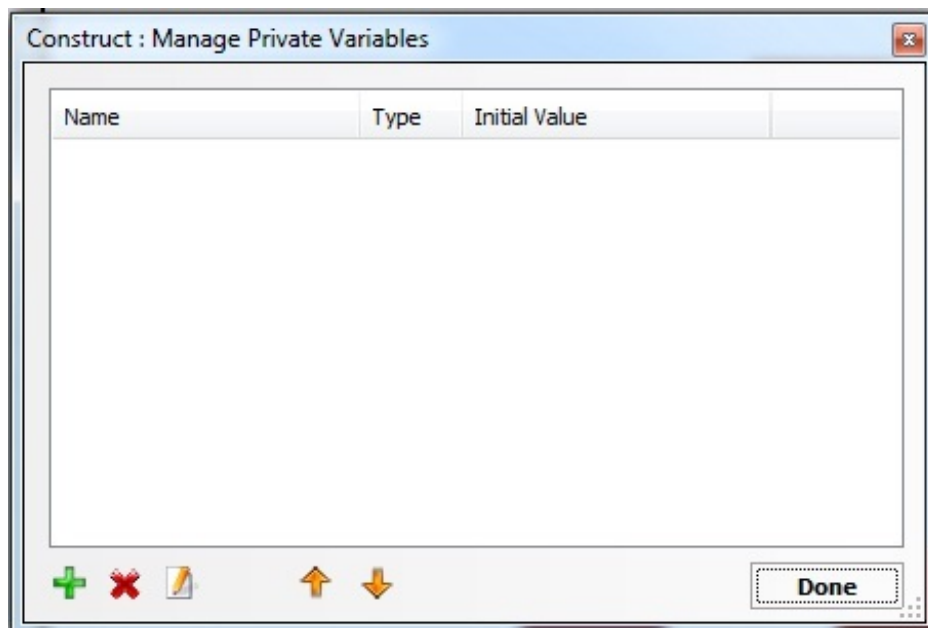 Construct : Manage Private Variables
Name Type Initial Value
Done